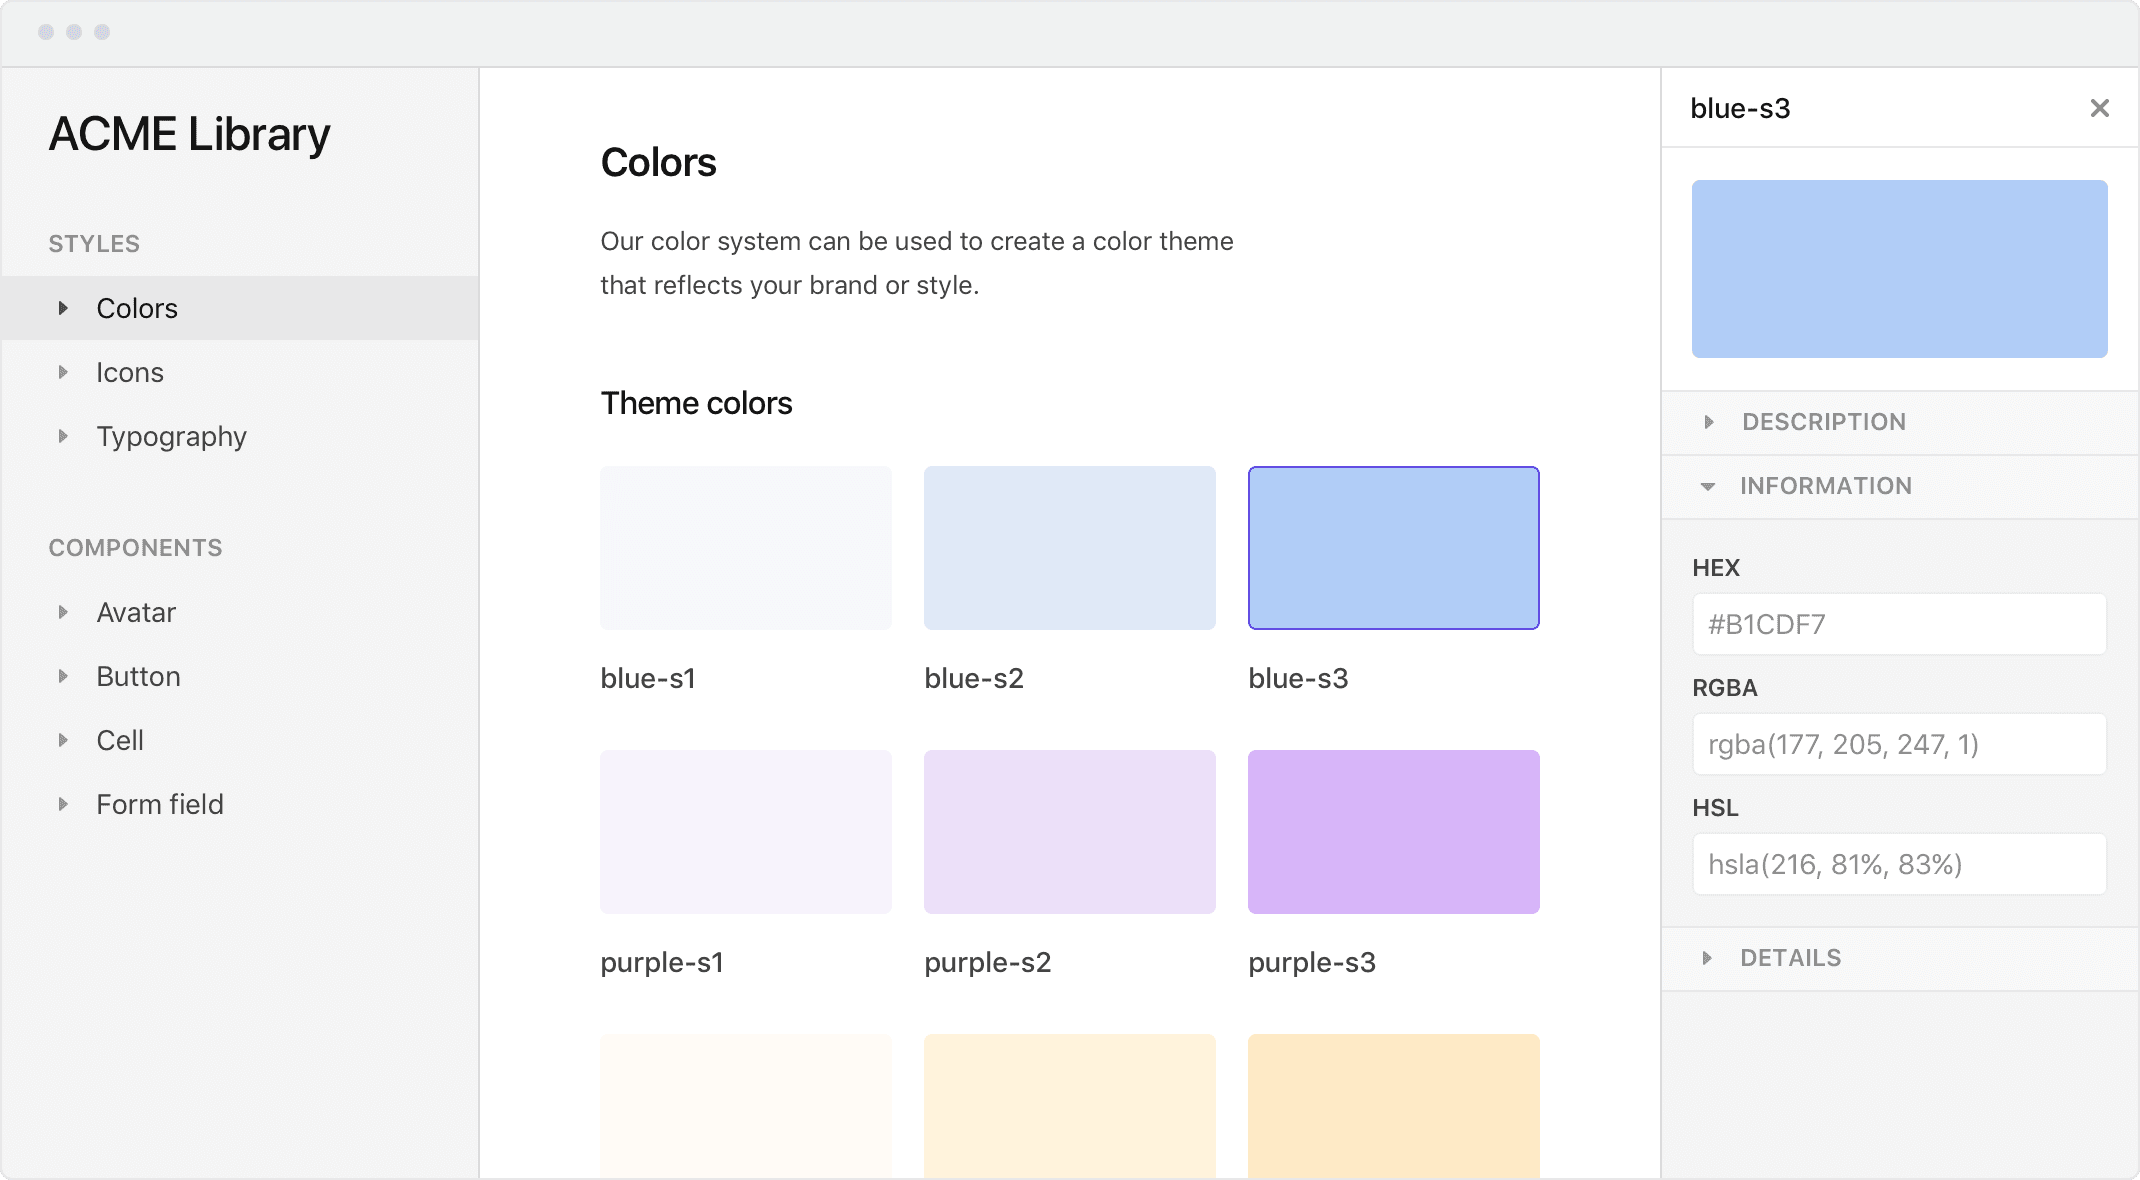 ACME Library
STYLES
Colors
Icons
Typography
COMPONENTS
Avatar
Button
Cell
Form field
Colors
Our color system can be used to create a color theme
that reflects your brand or style.
Theme colors
blue-s1
blue-s2
blue-s3
purple-s1
purple-s2
purple-s3
blue-s3
DESCRIPTION
INFORMATION
HEX
#B1CDF7
RGBA
rgba(177, 205, 247, 1)
HSL
hsla(216, 81%, 83%)
DETAILS